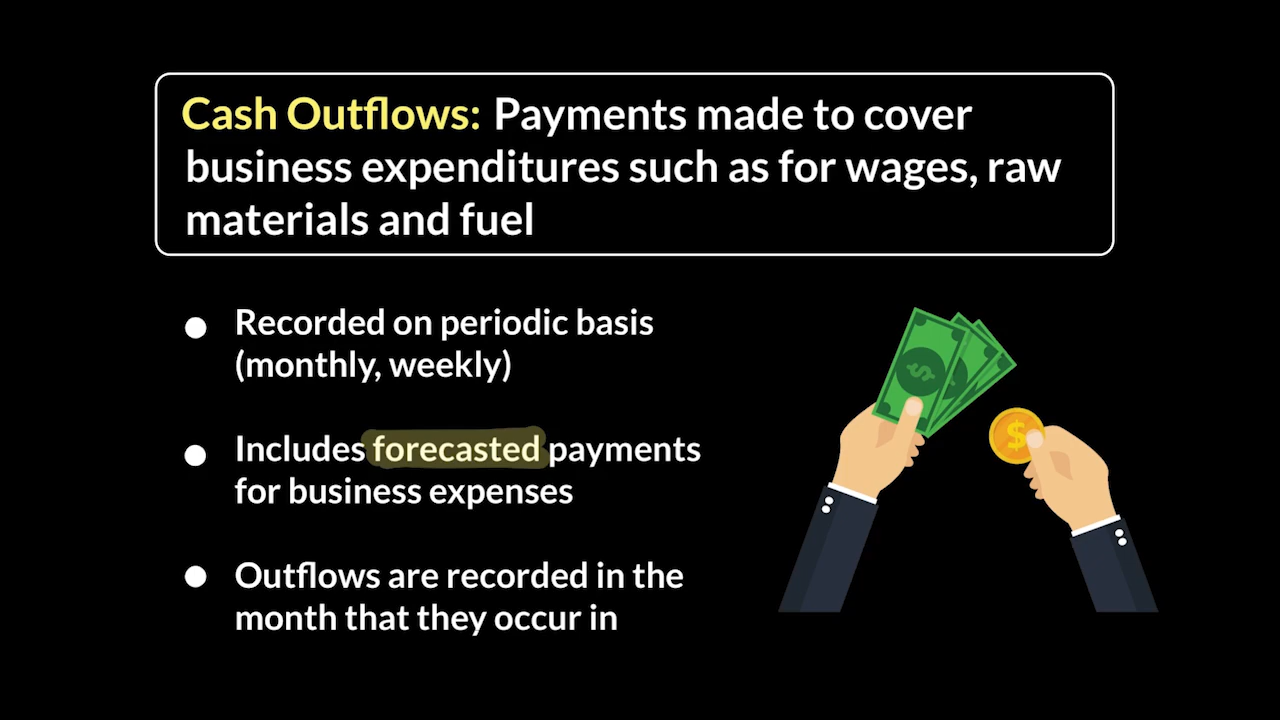 Cash Outflows: Payments made to cover
business expenditures such as for wages, raw
materials and fuel
Recorded on periodic basis
(monthly, weekly)
Includes forecasted payments
for business expenses
Outflows are recorded in the
month that they occur in
$
$